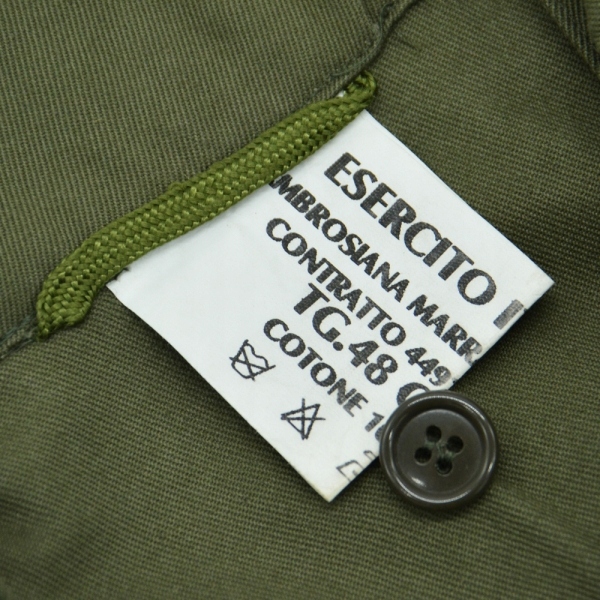 ESERCITO I
MBROSIANA MARR
CONTRATTO 449
TG.48
COTONE